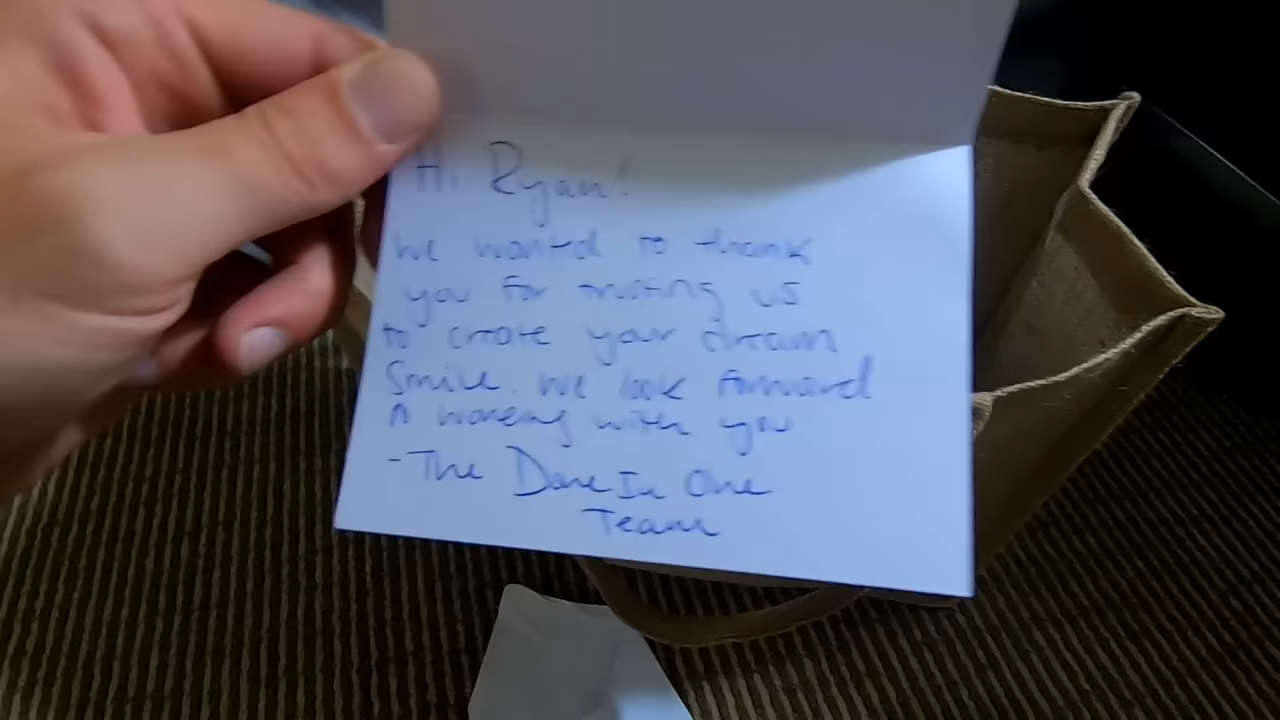 Hi Ryan!
We wanted to thank
you for trusting us
to create your dream
Smile. We look forward
to working with you
-The Done In One
Team